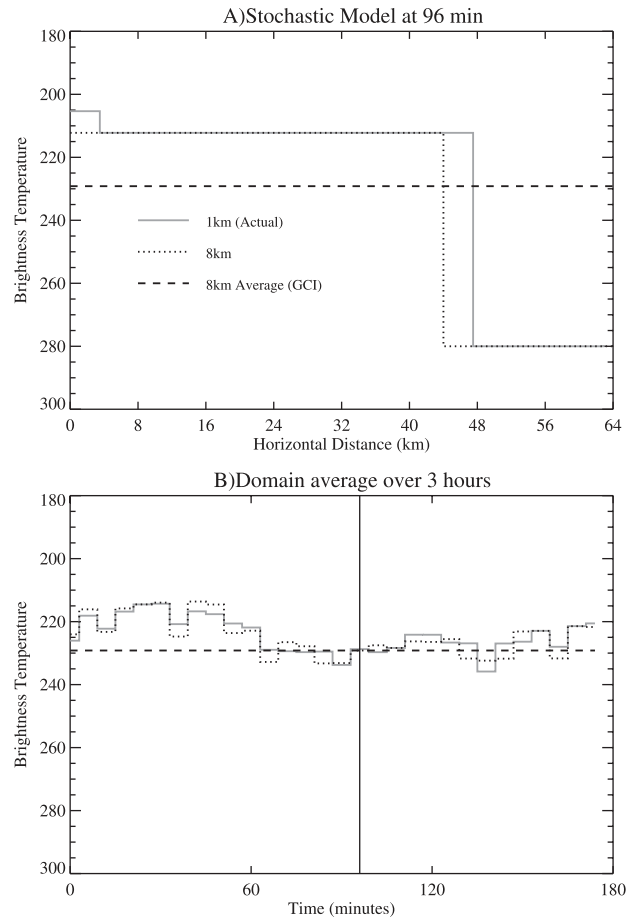 A)Stochastic Model at 96 min
180
200
220
240
260
280
300
Brightness Temperature
1km (Actual)
8km
8km Average (GCI)
0 8 16 24 32 40 48 56 64
Horizontal Distance (km)
B)Domain average over 3 hours
180
200
220
240
260
280
300
Brightness Temperature
0 60 120 180
Time (minutes)